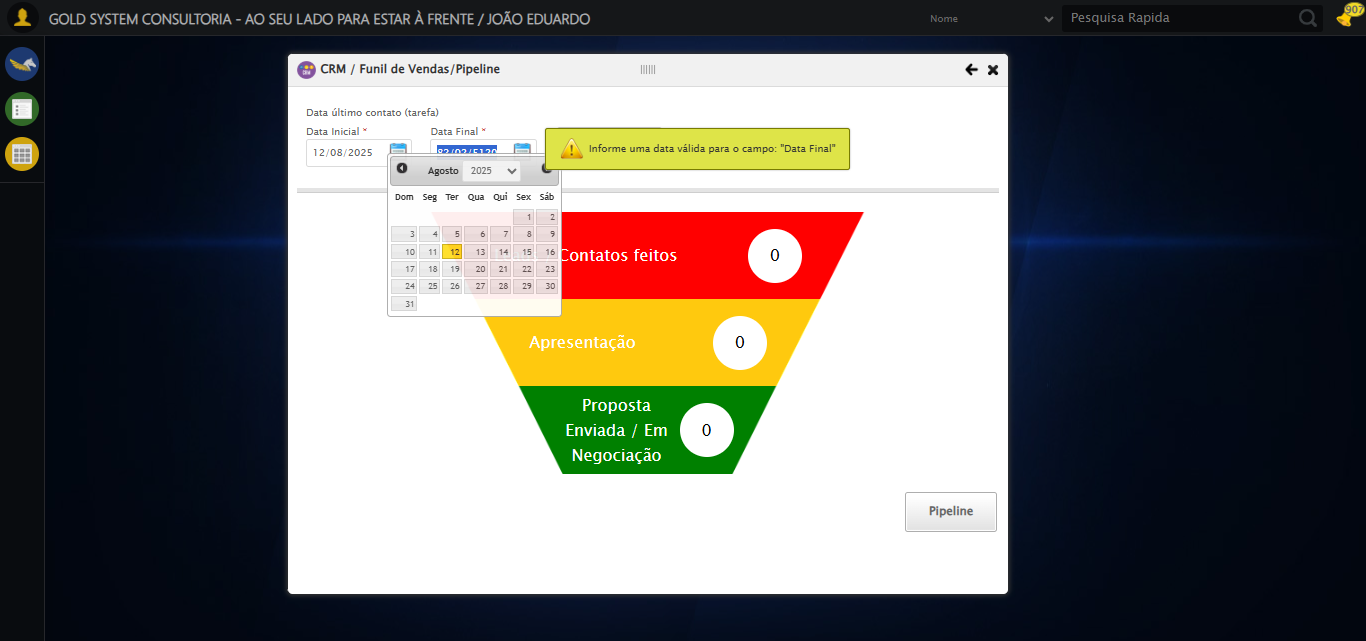 GOLD SYSTEM CONSULTORIA - AO SEU LADO PARA ESTAR À FRENTE / JOÃO EDUARDO
Nome
Pesquisa Rapida
907
CRM / Funil de Vendas/Pipeline
Data último contato (tarefa)
Data Inicial *
Data Final *
12/08/2025
82/02/5120
Informe uma data válida para o campo: "Data Final"
Agosto 2025
Dom Seg Ter Qua Qui Sex Sáb
1 2
3 4 5 6 7 8 9
10 11 12 13 14 15 16
17 18 19 20 21 22 23
24 25 26 27 28 29 30
31
Contatos feitos 0
Apresentação 0
Proposta
Enviada / Em
Negociação
0
Pipeline